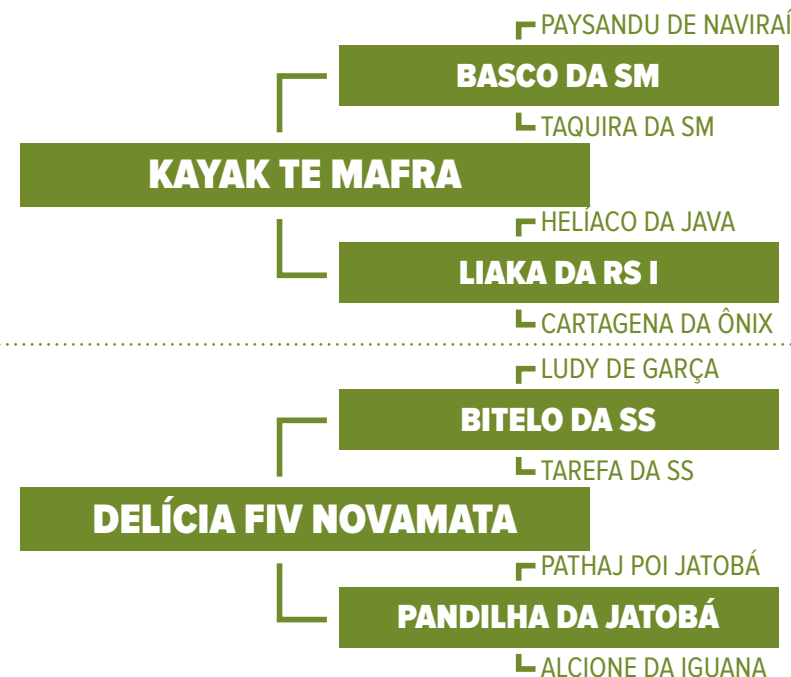 PAYSANDU DE NAVIRAÍ
BASCO DA SM
TAQUIRA DA SM
KAYAK TE MAFRA
HELÍACO DA JAVA
LIAKA DA RS I
CARTAGENA DA ÔNIX
LUDY DE GARÇA
BITELO DA SS
TAREFA DA SS
DELÍCIA FIV NOVAMATA
PATHAJ POI JATOBÁ
PANDILHA DA JATOBÁ
ALCIONE DA IGUANA